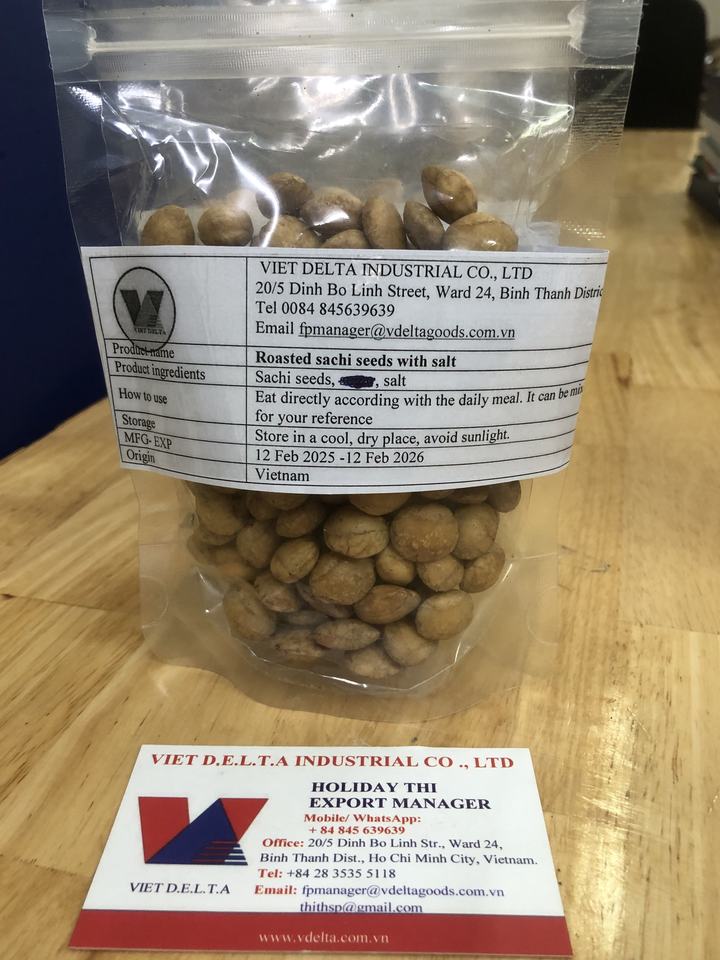 VIET DELTA
VIET DELTA INDUSTRIAL CO., LTD
20/5 Dinh Bo Linh Street, Ward 24, Binh Thanh Distric
Tel 0084 845639639
Email fpmanager@vdeltagoods.com.vn
Product name Roasted sachi seeds with salt
Product ingredients Sachi seeds, , salt
How to use Eat directly according with the daily meal. It can be mix
for your reference
Storage Store in a cool, dry place, avoid sunlight.
MFG- EXP 12 Feb 2025 -12 Feb 2026
Origin Vietnam
VIET D.E.L.T.A INDUSTRIAL CO ., LTD
HOLIDAY THI
EXPORT MANAGER
Mobile/ WhatsApp:
+ 84 845 639639
Office: 20/5 Dinh Bo Linh Str., Ward 24,
Binh Thanh Dist., Ho Chi Minh City, Vietnam.
Tel: +84 28 3535 5118
VIET D.E.L.T.A
Email: fpmanager@vdeltagoods.com.vn
thithsp@gmail.com
www.vdelta.com.vn